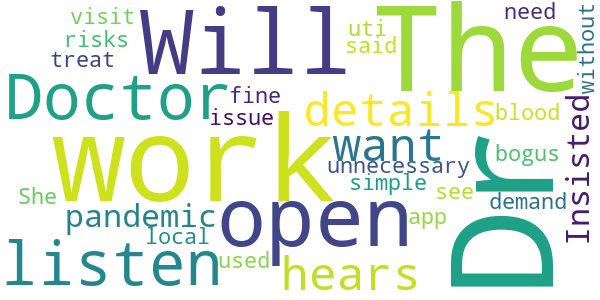 visit
risks
treat
Will
The
uti
said
need
without
Doctor
fine
issue
details
blood
work
want
Dr
bogus
Insisted
unnecessary
simple
see
demand
She
pandemic
local
open
app
listen
used
hears